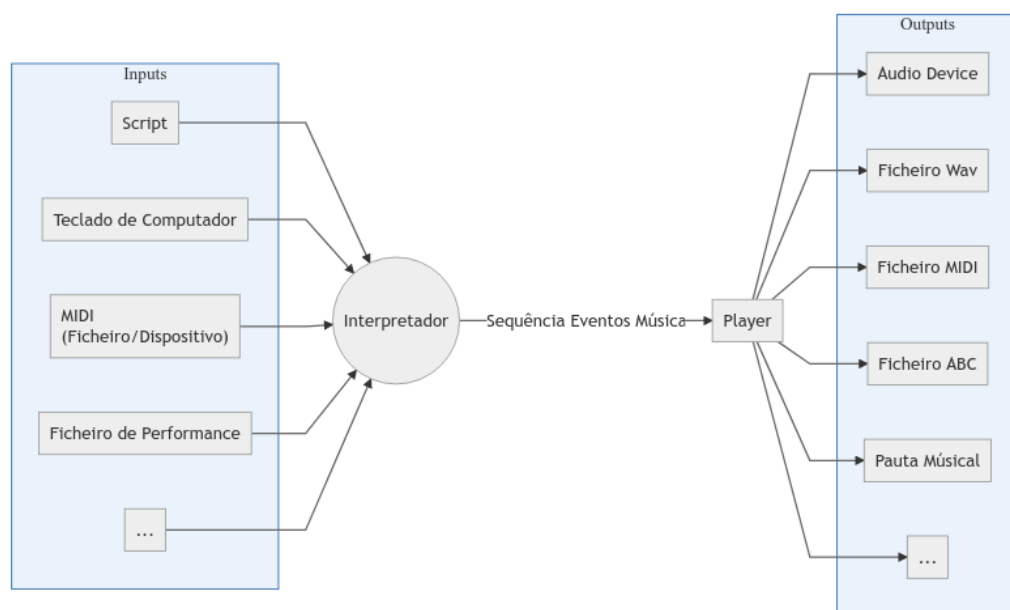 Inputs
Script
Teclado de Computador
MIDI
(Ficheiro/Dispositivo)
Ficheiro de Performance
...
Interpretador
Sequência Eventos Música
Player
Outputs
Audio Device
Ficheiro Wav
Ficheiro MIDI
Ficheiro ABC
Pauta Músical
...